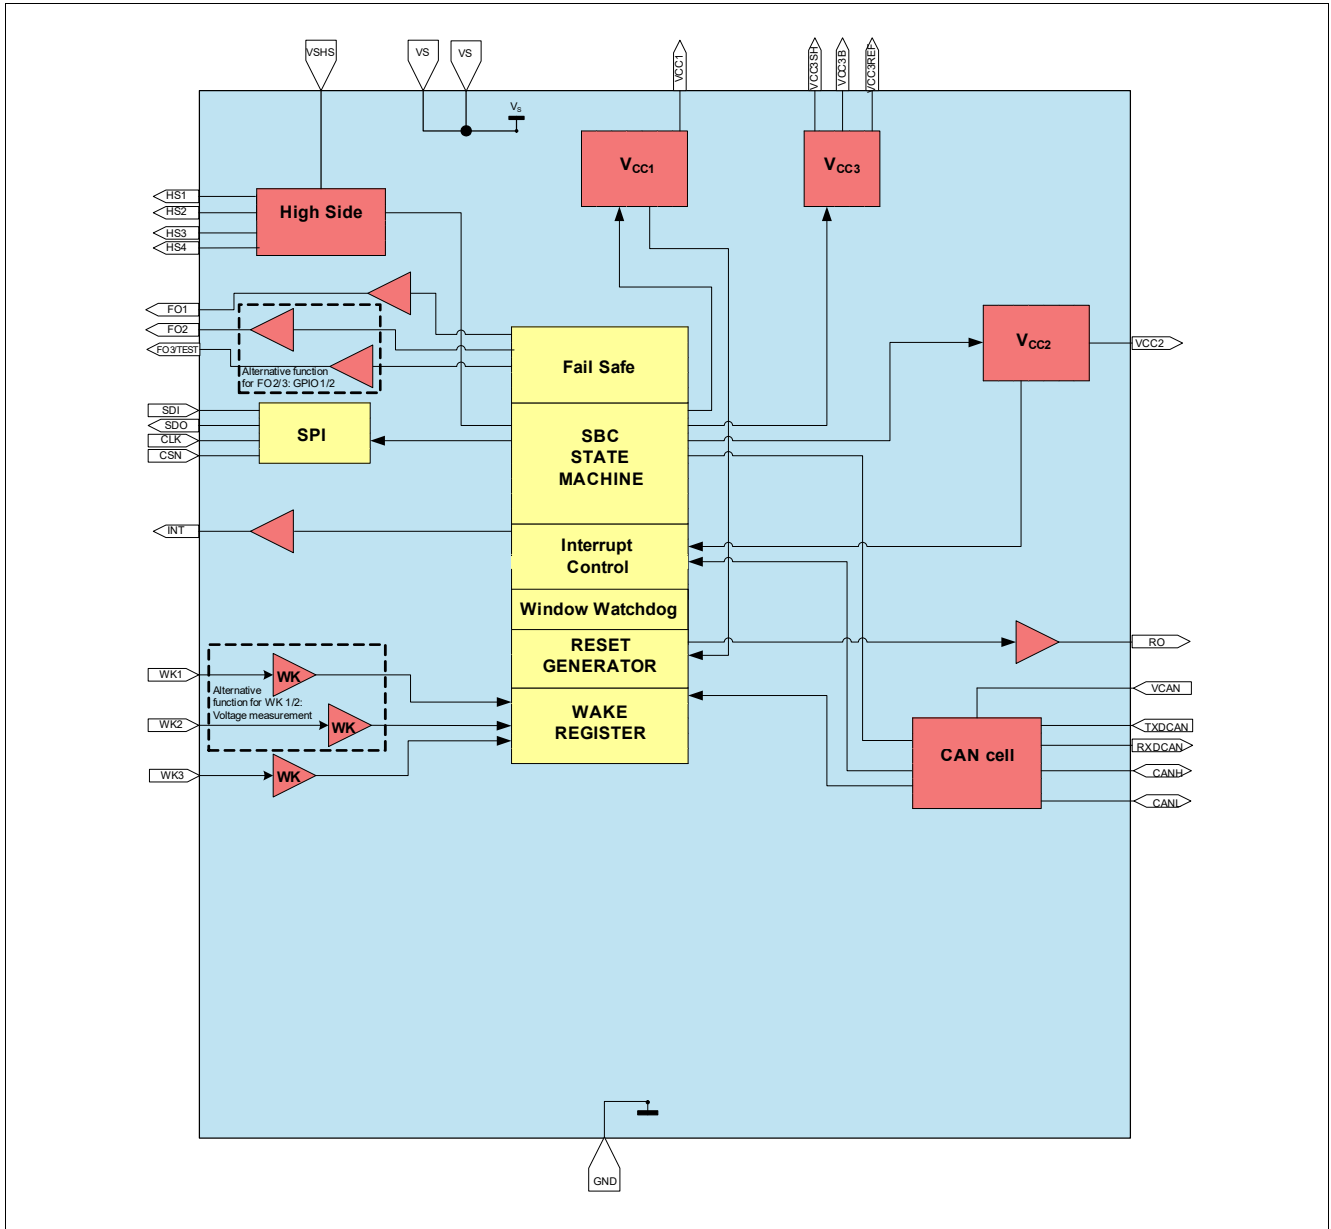 VSHS
VS
VS
VCC1
VCC3SH
VCC3B
VCC3REF
VS
VCC1
VCC3
HS1
HS2
HS3
HS4
High Side
FO1
FO2
FO3/TEST
Alternative function
for FO2/3: GPIO1/2
Fail Safe
VCC2
VCC2
SDI
SDO
CLK
CSN
SPI
SBC
STATE
MACHINE
INT
Interrupt
Control
Window Watchdog
RESET
GENERATOR
RO
WK1
WK
Alternative
function for WK 1/2:
Voltage measurement
WK2
WK
WAKE
REGISTER
WK3
WK
VCAN
TXDCAN
RXDCAN
CANH
CANL
CAN cell
GND